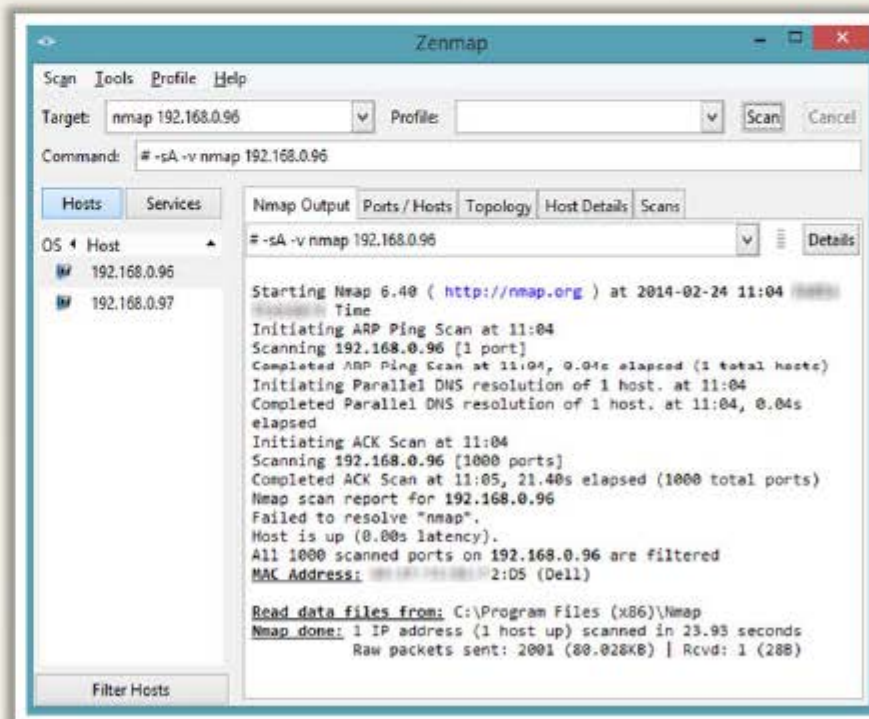 Zenmap
Scan Tools Profile Help
Target: nmap 192.168.0.96 Profile: Scan Cancel
Command: # -sA -v nmap 192.168.0.96
Hosts Services
Nmap Output Ports / Hosts Topology Host Details Scans
OS Host
192.168.0.96
192.168.0.97
# -sA -v nmap 192.168.0.96 Details
Starting Nmap 6.40 ( http://nmap.org ) at 2014-02-24 11:04
Time
Initiating ARP Ping Scan at 11:04
Scanning 192.168.0.96 [1 port]
Completed ARP Ping Scan at 11:04, 0.04s elapsed (1 total hosts)
Initiating Parallel DNS resolution of 1 host. at 11:04
Completed Parallel DNS resolution of 1 host. at 11:04, 0.04s
elapsed
Initiating ACK Scan at 11:04
Scanning 192.168.0.96 [1000 ports]
Completed ACK Scan at 11:05, 21.40s elapsed (1000 total ports)
Nmap scan report for 192.168.0.96
Failed to resolve "nmap".
Host is up (0.00s latency).
All 1000 scanned ports on 192.168.0.96 are filtered
MAC Address: 2:D5 (Dell)
Read data files from: C:\Program Files (x86)\Nmap
Nmap done: 1 IP address (1 host up) scanned in 23.93 seconds
Raw packets sent: 2001 (80.028KB) | Rcvd: 1 (28B)
Filter Hosts